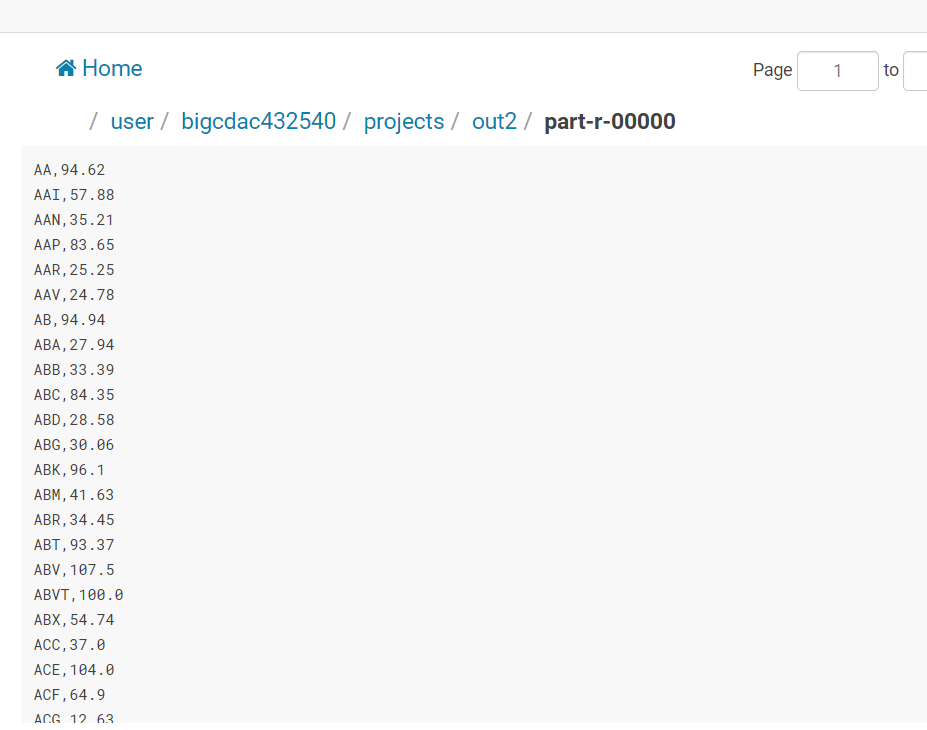 Home
Page 1 to
/ user / bigcdac432540 / projects / out2 / part-r-00000
AA,94.62
AAI,57.88
AAN,35.21
AAP,83.65
AAR,25.25
AAV,24.78
AB,94.94
ABA,27.94
ABB,33.39
ABC,84.35
ABD,28.58
ABG,30.06
ABK,96.1
ABM,41.63
ABR,34.45
ABT,93.37
ABV,107.5
ABVT,100.0
ABX,54.74
ACC,37.0
ACE,104.0
ACF,64.9
ACG,12.63